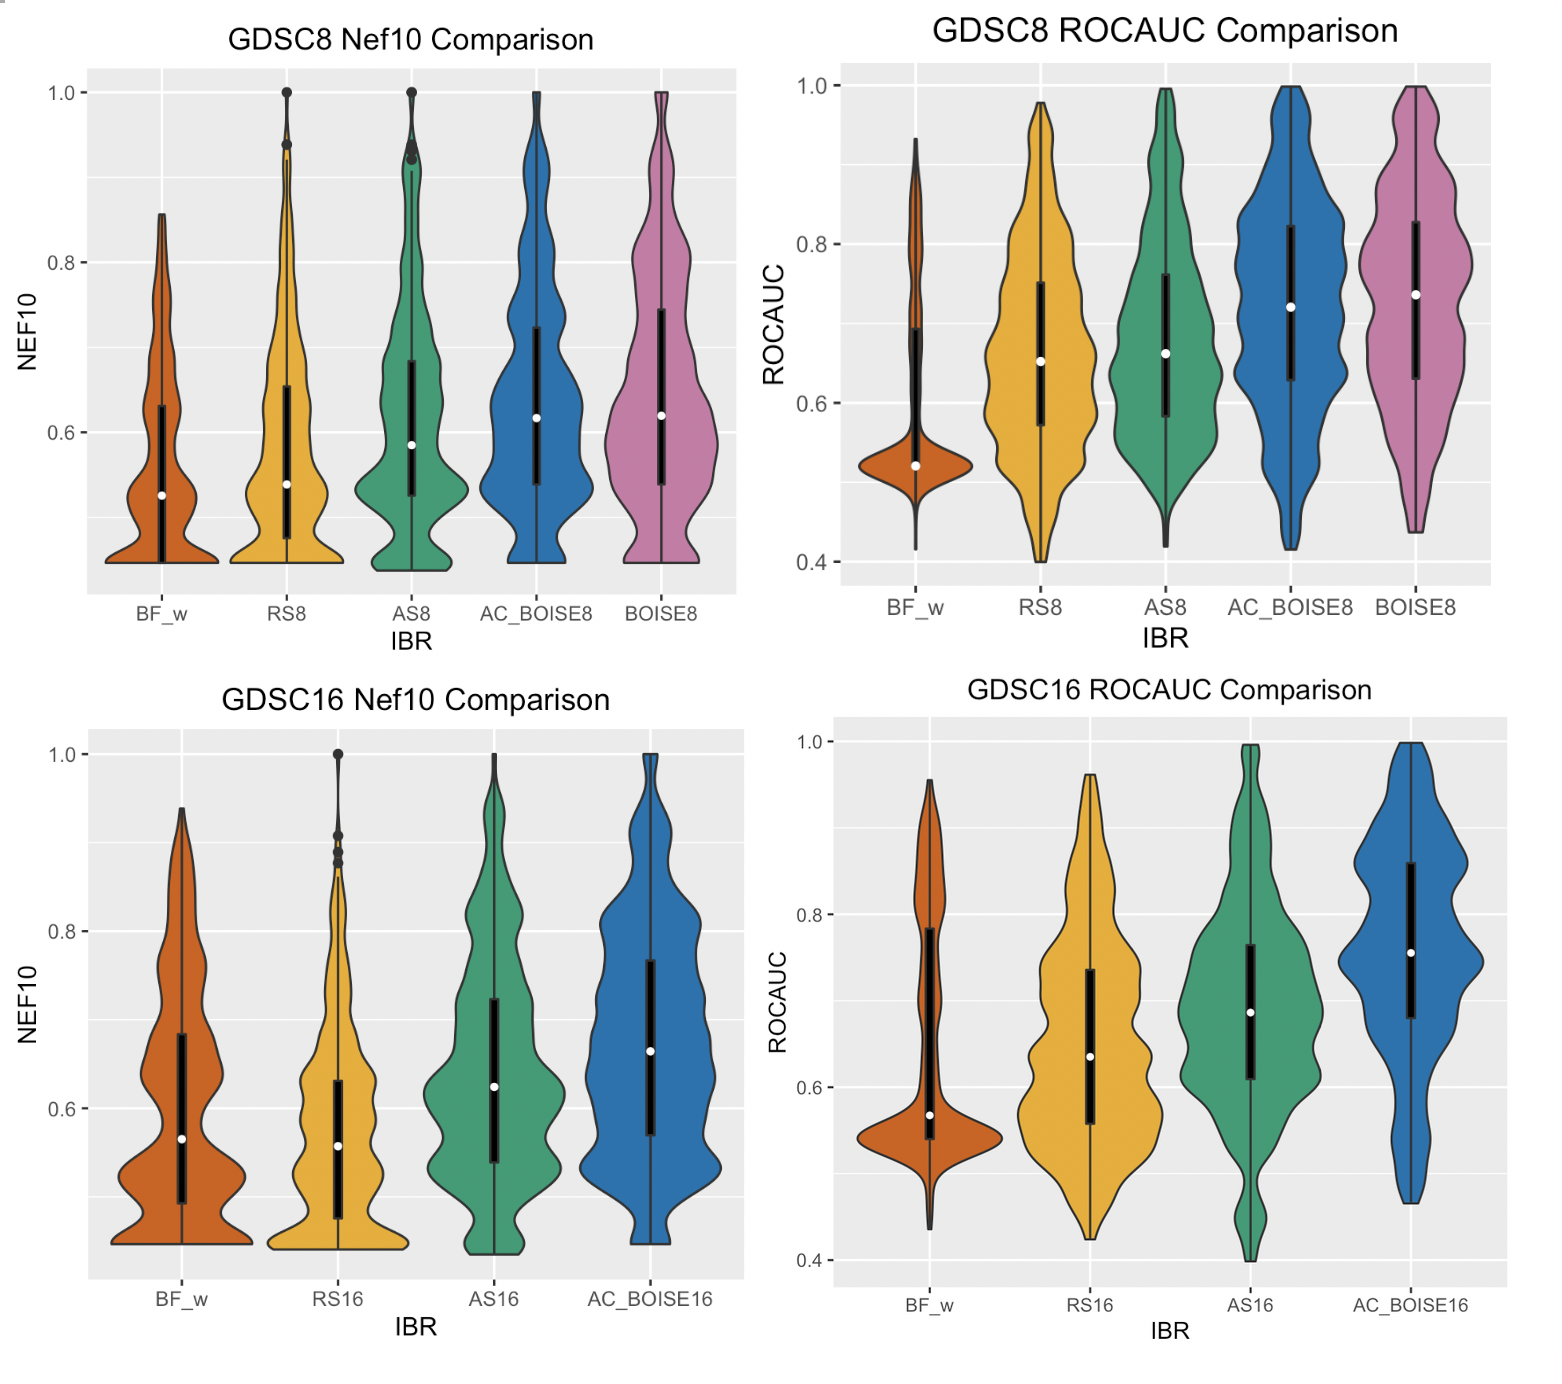 GDSC8 Nef10 Comparison
NEF10
1.0
0.8
0.6
BF_w RS8 AS8 AC_BOISE8 BOISE8
IBR
GDSC8 ROCAUC Comparison
ROCAUC
1.0
0.8
0.6
0.4
BF_w RS8 AS8 AC_BOISE8 BOISE8
IBR
GDSC16 Nef10 Comparison
NEF10
1.0
0.8
0.6
BF_w RS16 AS16 AC_BOISE16
IBR
GDSC16 ROCAUC Comparison
ROCAUC
1.0
0.8
0.6
0.4
BF_w RS16 AS16 AC_BOISE16
IBR